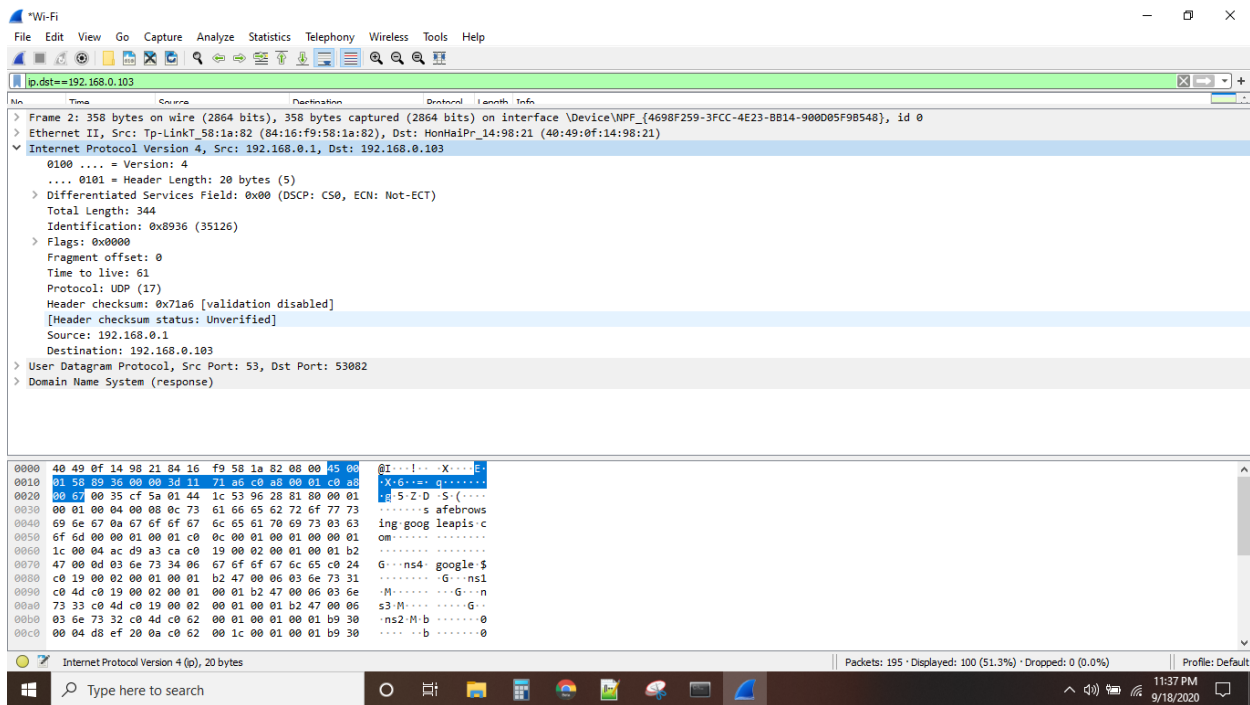 *Wi-Fi
File Edit View Go Capture Analyze Statistics Telephony Wireless Tools Help
ip.dst==192.168.0.103
No. Time Source Destination Protocol Length Info
> Frame 2: 358 bytes on wire (2864 bits), 358 bytes captured (2864 bits) on interface \Device\NPF_{4698F259-3FCC-4E23-BB14-900D05F9B548}, id 0
> Ethernet II, Src: Tp-LinkT_58:1a:82 (84:16:f9:58:1a:82), Dst: HonHaiPr_14:98:21 (40:49:0f:14:98:21)
Internet Protocol Version 4, Src: 192.168.0.1, Dst: 192.168.0.103
0100 .... = Version: 4
.... 0101 = Header Length: 20 bytes (5)
> Differentiated Services Field: 0x00 (DSCP: CS0, ECN: Not-ECT)
Total Length: 344
Identification: 0x8936 (35126)
> Flags: 0x0000
Fragment offset: 0
Time to live: 61
Protocol: UDP (17)
Header checksum: 0x71a6 [validation disabled]
[Header checksum status: Unverified]
Source: 192.168.0.1
Destination: 192.168.0.103
> User Datagram Protocol, Src Port: 53, Dst Port: 53082
> Domain Name System (response)
0000 40 49 0f 14 98 21 84 16 f9 58 1a 82 08 00 45 00 @I···!·· ·X····E·
0010 01 58 89 36 00 00 3d 11 71 a6 c0 a8 00 01 c0 a8 ·X·6··=· q·······
0020 00 67 00 35 cf 5a 01 44 1c 53 96 28 81 80 00 01 ·g·5·Z·D ·S·(····
0030 00 01 00 04 00 08 0c 73 61 66 65 62 72 6f 77 73 ·······s afebrows
0040 69 6e 67 0a 67 6f 6f 67 6c 65 61 70 69 73 03 63 ing·goog leapis·c
0050 6f 6d 00 00 01 00 01 c0 0c 00 01 00 01 00 00 01 om······ ········
0060 1c 00 04 ac d9 a3 ca c0 19 00 02 00 01 00 01 b2 ········ ········
0070 47 00 0d 03 6e 73 34 06 67 6f 6f 67 6c 65 c0 24 G···ns4· google·$
0080 c0 19 00 02 00 01 00 01 b2 47 00 06 03 6e 73 31 ········ ·G···ns1
0090 c0 4d c0 19 00 02 00 01 00 01 b2 47 00 06 03 6e ·M······ ···G···n
00a0 73 33 c0 4d c0 19 00 02 00 01 00 01 b2 47 00 06 s3·M···· ·····G··
00b0 03 6e 73 32 c0 4d c0 62 00 01 00 01 00 01 b9 30 ·ns2·M·b ·······0
00c0 00 04 d8 ef 20 0a c0 62 00 1c 00 01 00 01 b9 30 ···· ··b ·······0
Internet Protocol Version 4 (ip), 20 bytes Packets: 195 · Displayed: 100 (51.3%) · Dropped: 0 (0.0%) Profile: Default
Type here to search 11:37 PM
9/18/2020